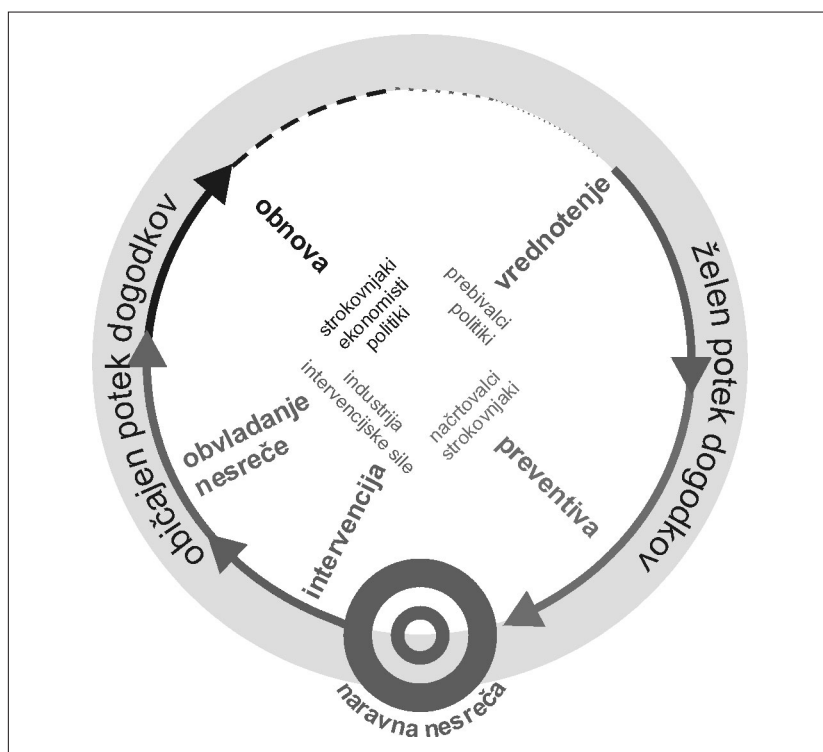 običajen potek dogodkov
želen potek dogodkov
obnova
vrednotenje
strokovnjaki
ekonomisti
politiki
prebivalci
politiki
industrija
intervencijske sile
načrtovalci
strokovnjaki
obvladanje
nesreče
intervencija
preventiva
naravna nesreča